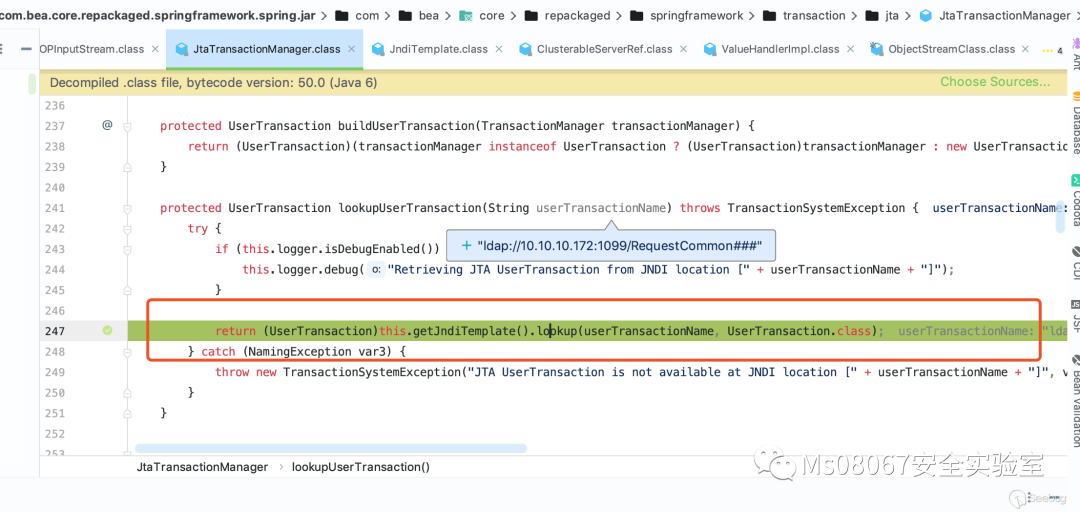 com.bea.core.repackaged.springframework.spring.jar › com › bea › core › repackaged › springframework › transaction › jta › JtaTransactionManager
OPInputStream.class × JtaTransactionManager.class × JndiTemplate.class × ClusterableServerRef.class × ValueHandlerImpl.class × ObjectStreamClass.class × 4
Decompiled .class file, bytecode version: 50.0 (Java 6) Choose Sources...
236
237 @ protected UserTransaction buildUserTransaction(TransactionManager transactionManager) {
238 return (UserTransaction)(transactionManager instanceof UserTransaction ? (UserTransaction)transactionManager : new UserTransactio
239 }
240
241 protected UserTransaction lookupUserTransaction(String userTransactionName) throws TransactionSystemException { userTransactionName:
242 try {
243 if (this.logger.isDebugEnabled())
+ "ldap://10.10.10.172:1099/RequestCommon###"
244 this.logger.debug( o: "Retrieving JTA UserTransaction from JNDI location [" + userTransactionName + "]");
245 }
246
247 return (UserTransaction)this.getJndiTemplate().lookup(userTransactionName, UserTransaction.class); userTransactionName: "lda
248 } catch (NamingException var3) {
249 throw new TransactionSystemException("JTA UserTransaction is not available at JNDI location [" + userTransactionName + "]", v
250 }
251 }
252
253
JtaTransactionManager › lookupUserTransaction()
Ant
Database
Codota
CDI
JSF
Bean Validation
Ms08067安全实验室